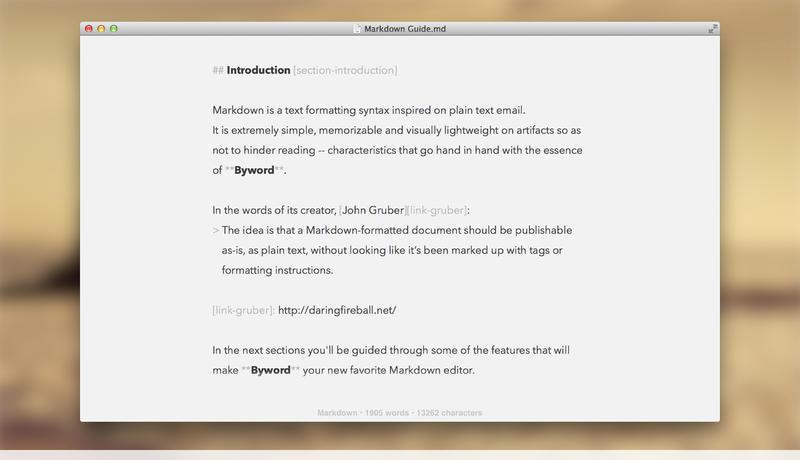 Markdown Guide.md
## Introduction [section-introduction]
Markdown is a text formatting syntax inspired on plain text email.
It is extremely simple, memorizable and visually lightweight on artifacts so as
not to hinder reading -- characteristics that go hand in hand with the essence
of **Byword**.
In the words of its creator, [John Gruber][link-gruber]:
> The idea is that a Markdown-formatted document should be publishable
as-is, as plain text, without looking like it's been marked up with tags or
formatting instructions.
[link-gruber]: http://daringfireball.net/
In the next sections you'll be guided through some of the features that will
make **Byword** your new favorite Markdown editor.
Markdown • 1905 words • 13262 characters